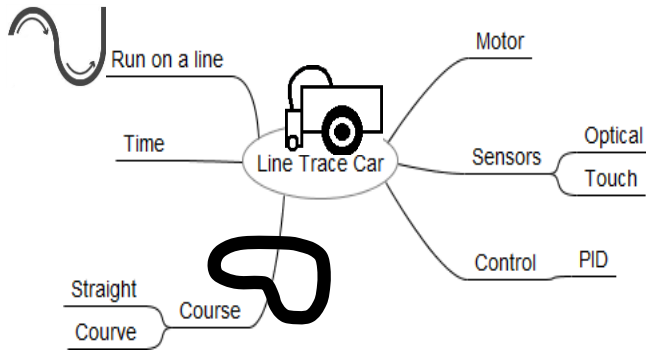 Run on a line
Time
Line Trace Car
Straight
Courve
Course
Motor
Sensors
Optical
Touch
Control
PID